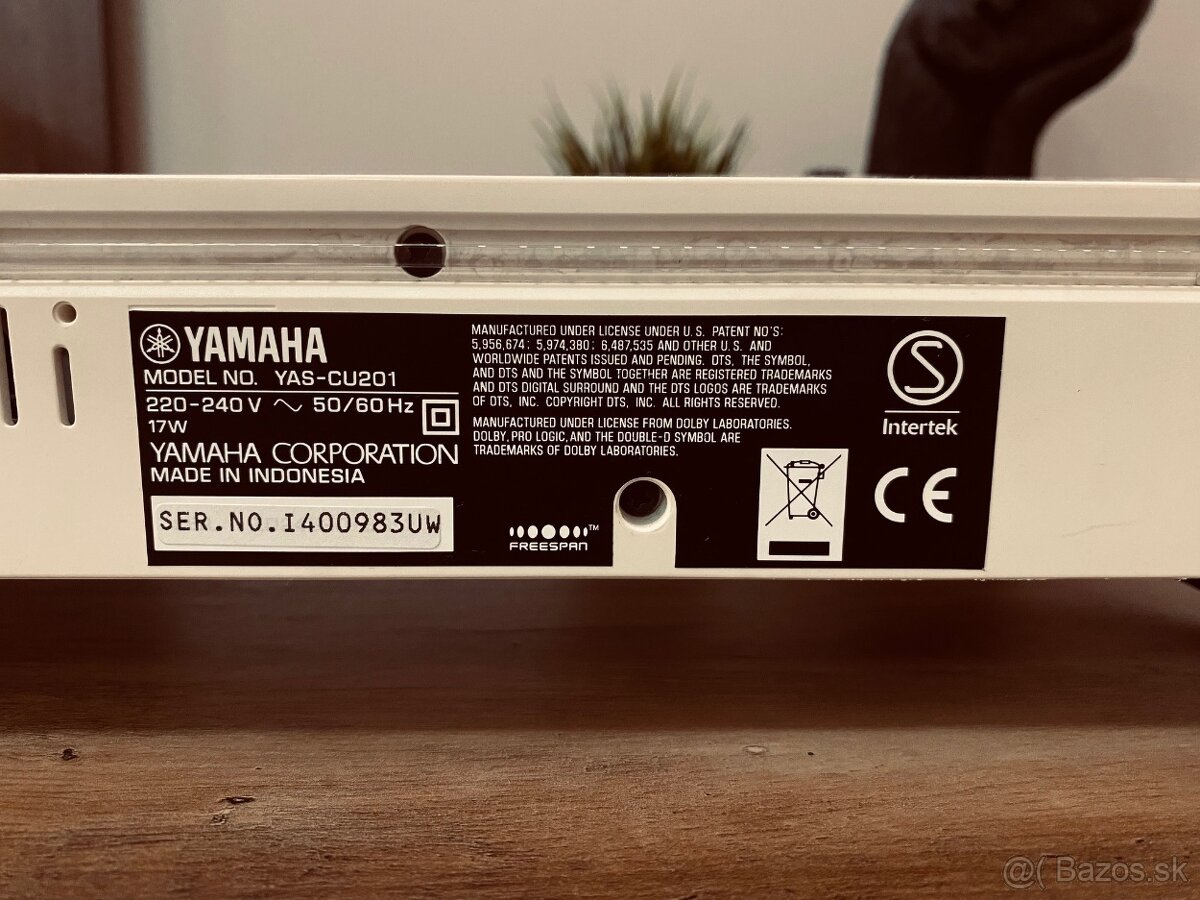 YAMAHA
MODEL NO. YAS-CU201
220-240V ~ 50/60Hz
17W
YAMAHA CORPORATION
MADE IN INDONESIA
SER.NO.I400983UW
MANUFACTURED UNDER LICENSE UNDER U.S. PATENT NO'S:
5,956,674; 5,974,380; 6,487,535 AND OTHER U.S. AND
WORLDWIDE PATENTS ISSUED AND PENDING. DTS, THE SYMBOL,
AND DTS AND THE SYMBOL TOGETHER ARE REGISTERED TRADEMARKS
AND DTS DIGITAL SURROUND AND THE DTS LOGOS ARE TRADEMARKS
OF DTS, INC. COPYRIGHT DTS, INC. ALL RIGHTS RESERVED.
MANUFACTURED UNDER LICENSE FROM DOLBY LABORATORIES.
DOLBY, PRO LOGIC, AND THE DOUBLE-D SYMBOL ARE
TRADEMARKS OF DOLBY LABORATORIES.
FREESPAN™
S
Intertek
CE
@( Bazos.sk